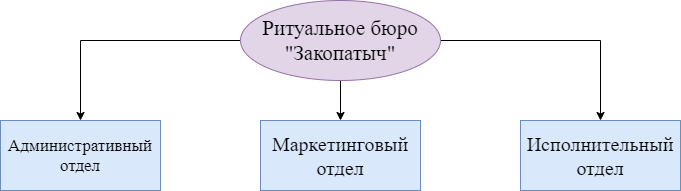 Ритуальное бюро
"Закопатыч"
Административный
отдел
Маркетинговый
отдел
Исполнительный
отдел